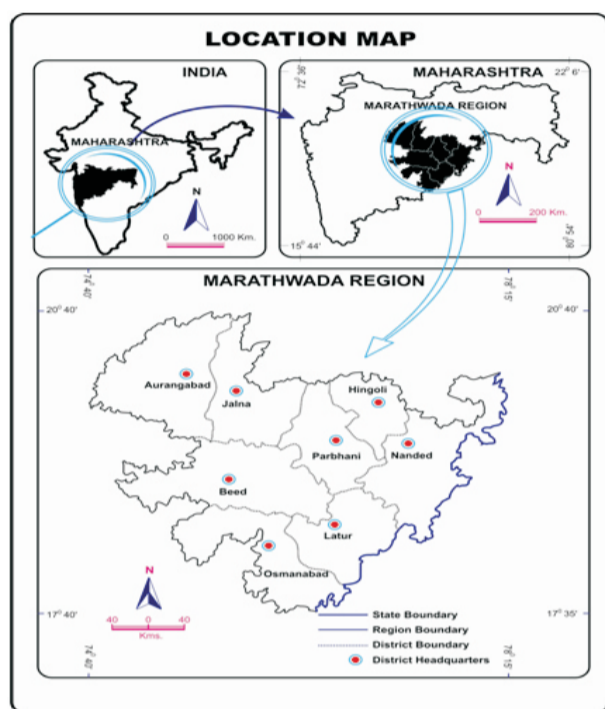 LOCATION MAP
INDIA
MAHARASHTRA
N
0 1000 Km.
72° 36'
22° 6'
MAHARASHTRA
MARATHWADA REGION
N
0 200 Km.
15° 44'
80° 54'
MARATHWADA REGION
74° 40'
78° 15'
20° 40'
20° 40'
Aurangabad
Jalna
Hingoli
Parbhani
Nanded
Beed
Latur
Osmanabad
N
40 0 40
Kms.
17° 40'
17° 35'
State Boundary
Region Boundary
District Boundary
District Headquarters
74° 40'
78° 15'